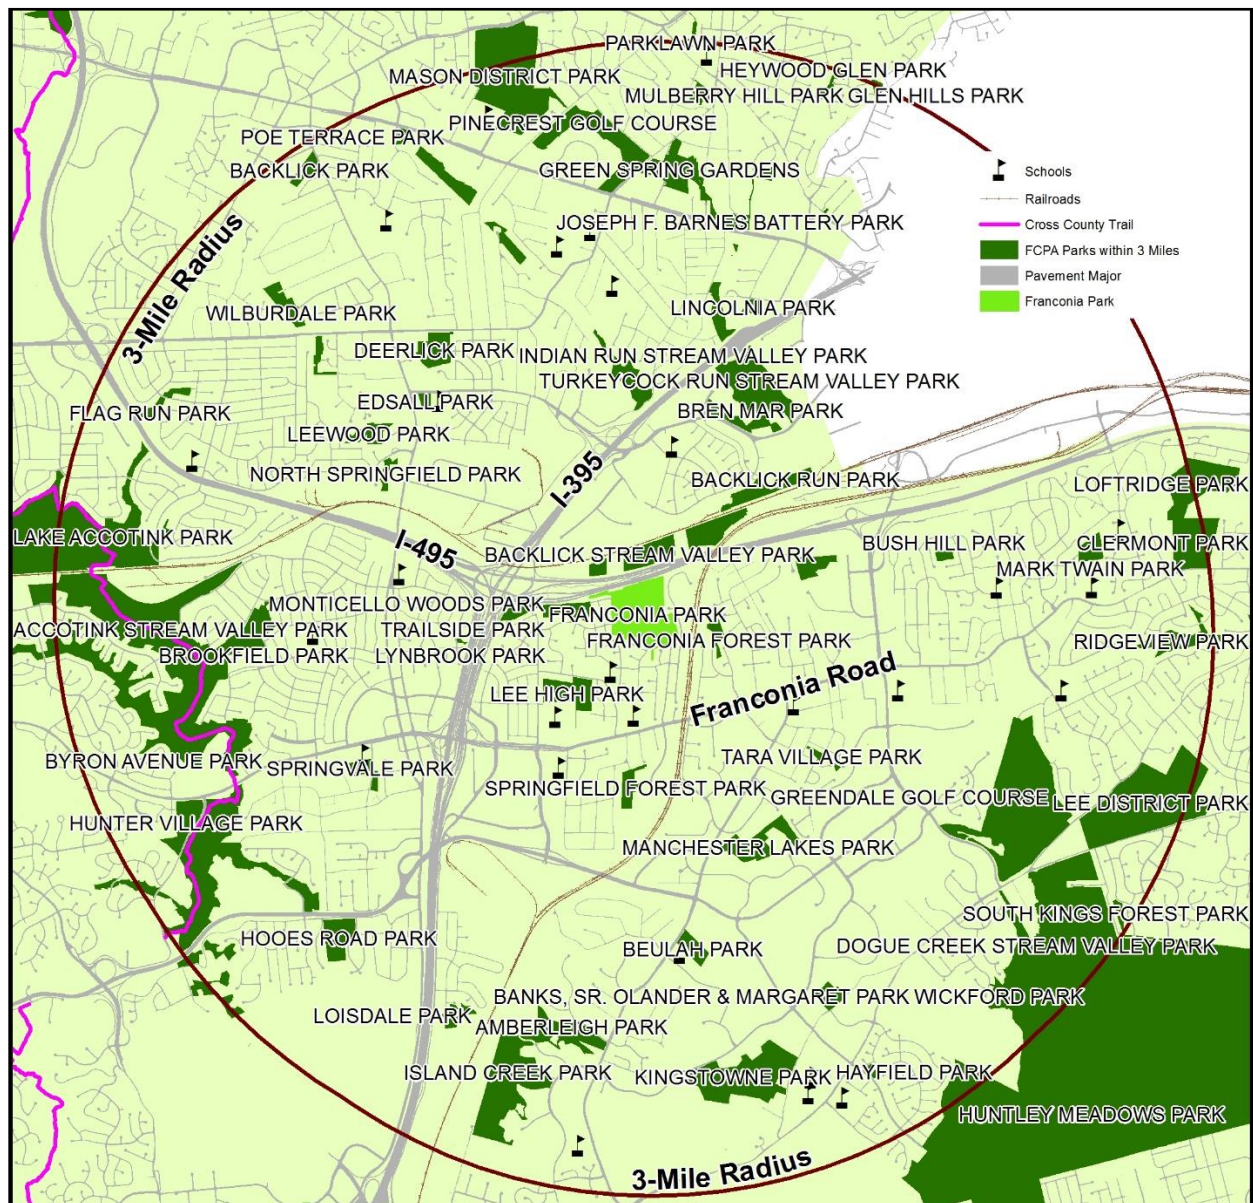 PARKLAWN PARK
HEYWOOD GLEN PARK
MASON DISTRICT PARK
MULBERRY HILL PARK GLEN HILLS PARK
PINECREST GOLF COURSE
POE TERRACE PARK
BACKLICK PARK
GREEN SPRING GARDENS
Schools
Railroads
Cross County Trail
FCPA Parks within 3 Miles
Pavement Major
Franconia Park
JOSEPH F. BARNES BATTERY PARK
3-Mile Radius
WILBURDALE PARK
LINCOLNIA PARK
DEERLICK PARK
INDIAN RUN STREAM VALLEY PARK
TURKEYCOCK RUN STREAM VALLEY PARK
EDSALL PARK
FLAG RUN PARK
BREN MAR PARK
LEEWOOD PARK
NORTH SPRINGFIELD PARK
I-395
BACKLICK RUN PARK
LOFTRIDGE PARK
LAKE ACCOTINK PARK
I-495
BACKLICK STREAM VALLEY PARK
BUSH HILL PARK
CLERMONT PARK
MARK TWAIN PARK
MONTICELLO WOODS PARK
FRANCONIA PARK
ACCOTINK STREAM VALLEY PARK
TRAILSIDE PARK
FRANCONIA FOREST PARK
RIDGEVIEW PARK
BROOKFIELD PARK
LYNBROOK PARK
LEE HIGH PARK
Franconia Road
BYRON AVENUE PARK
SPRINGVALE PARK
TARA VILLAGE PARK
SPRINGFIELD FOREST PARK
GREENDALE GOLF COURSE
LEE DISTRICT PARK
HUNTER VILLAGE PARK
MANCHESTER LAKES PARK
SOUTH KINGS FOREST PARK
HOOES ROAD PARK
BEULAH PARK
DOGUE CREEK STREAM VALLEY PARK
BANKS, SR. OLANDER & MARGARET PARK WICKFORD PARK
LOISDALE PARK
AMBERLEIGH PARK
ISLAND CREEK PARK
KINGSTOWNE PARK
HAYFIELD PARK
HUNTLEY MEADOWS PARK
3-Mile Radius